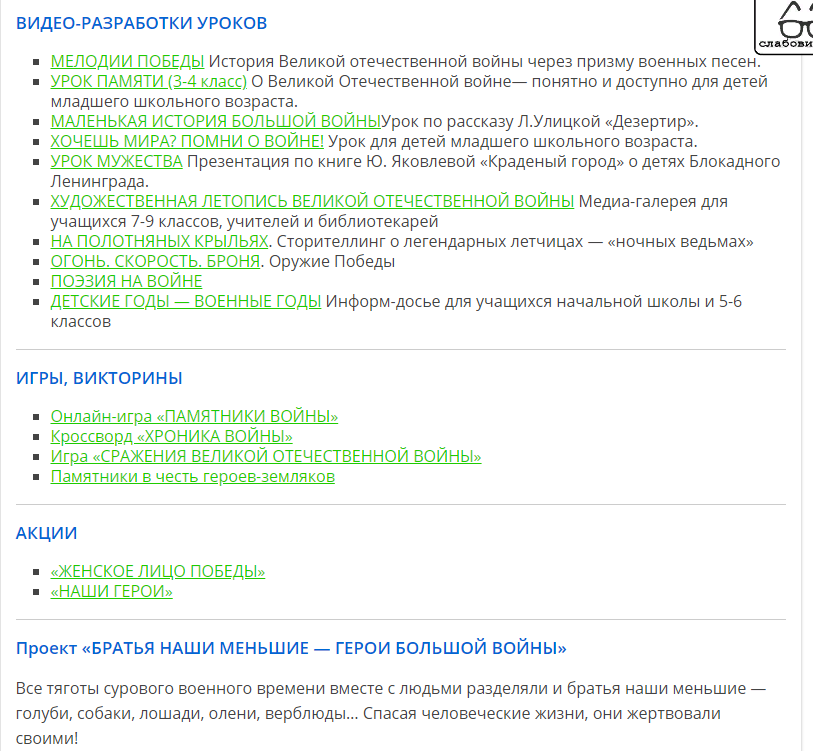 ВИДЕО-РАЗРАБОТКИ УРОКОВ
слабови
МЕЛОДИИ ПОБЕДЫ История Великой отечественной войны через призму военных песен.
УРОК ПАМЯТИ (3-4 класс) О Великой Отечественной войне— понятно и доступно для детей
младшего школьного возраста.
МАЛЕНЬКАЯ ИСТОРИЯ БОЛЬШОЙ ВОЙНЫУрок по рассказу Л.Улицкой «Дезертир».
ХОЧЕШЬ МИРА? ПОМНИ О ВОЙНЕ! Урок для детей младшего школьного возраста.
УРОК МУЖЕСТВА Презентация по книге Ю. Яковлевой «Краденый город» о детях Блокадного
Ленинграда.
ХУДОЖЕСТВЕННАЯ ЛЕТОПИСЬ ВЕЛИКОЙ ОТЕЧЕСТВЕННОЙ ВОЙНЫ Медиа-галерея для
учащихся 7-9 классов, учителей и библиотекарей
НА ПОЛОТНЯНЫХ КРЫЛЬЯХ. Сторителлинг о легендарных летчицах — «ночных ведьмах»
ОГОНЬ. СКОРОСТЬ. БРОНЯ. Оружие Победы
ПОЭЗИЯ НА ВОЙНЕ
ДЕТСКИЕ ГОДЫ — ВОЕННЫЕ ГОДЫ Информ-досье для учащихся начальной школы и 5-6
классов
ИГРЫ, ВИКТОРИНЫ
Онлайн-игра «ПАМЯТНИКИ ВОЙНЫ»
Кроссворд «ХРОНИКА ВОЙНЫ»
Игра «СРАЖЕНИЯ ВЕЛИКОЙ ОТЕЧЕСТВЕННОЙ ВОЙНЫ»
Памятники в честь героев-земляков
АКЦИИ
«ЖЕНСКОЕ ЛИЦО ПОБЕДЫ»
«НАШИ ГЕРОИ»
Проект «БРАТЬЯ НАШИ МЕНЬШИЕ — ГЕРОИ БОЛЬШОЙ ВОЙНЫ»
Все тяготы сурового военного времени вместе с людьми разделяли и братья наши меньшие —
голуби, собаки, лошади, олени, верблюды… Спасая человеческие жизни, они жертвовали
своими!